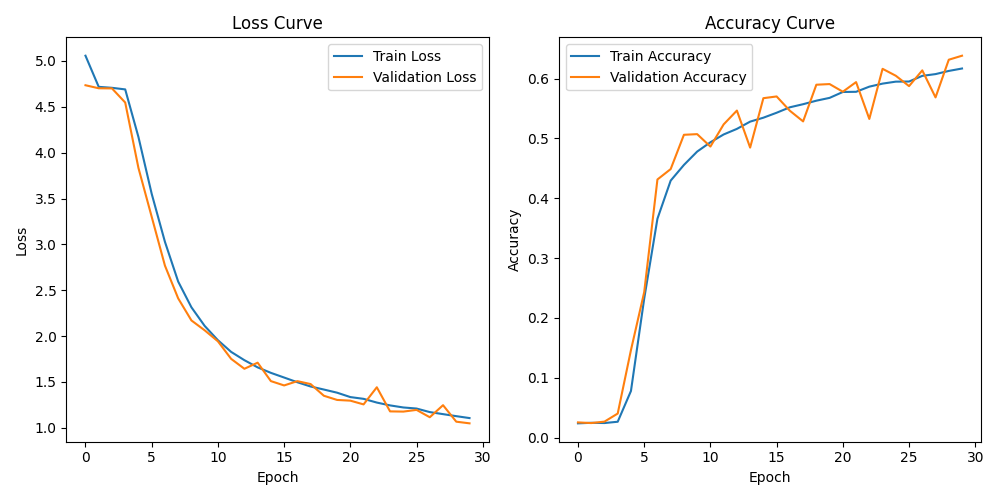 Loss Curve
Train Loss
Validation Loss
5.0
4.5
4.0
3.5
3.0
2.5
2.0
1.5
1.0
Loss
0 5 10 15 20 25 30
Epoch
Accuracy Curve
Train Accuracy
Validation Accuracy
0.6
0.5
0.4
0.3
0.2
0.1
0.0
Accuracy
0 5 10 15 20 25 30
Epoch